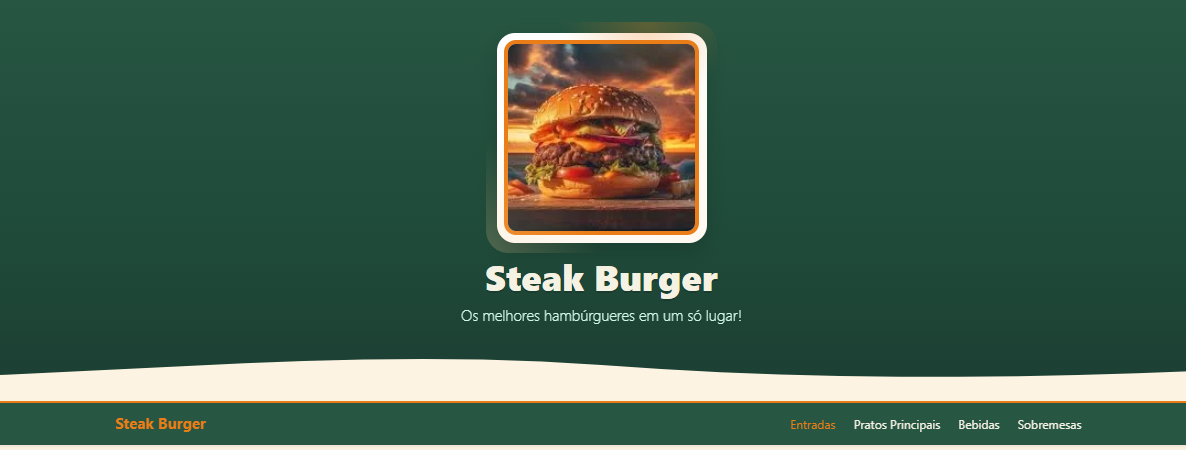 Steak Burger
Os melhores hambúrgueres em um só lugar!
Steak Burger
Entradas Pratos Principais Bebidas Sobremesas